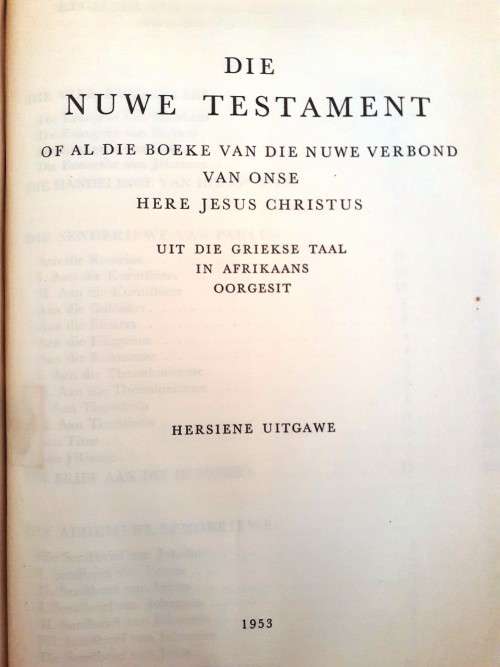 DIE
NUWE TESTAMENT
OF AL DIE BOEKE VAN DIE NUWE VERBOND
VAN ONSE
HERE JESUS CHRISTUS
UIT DIE GRIEKSE TAAL
IN AFRIKAANS
OORGESIT
HERSIENE UITGAWE
1953